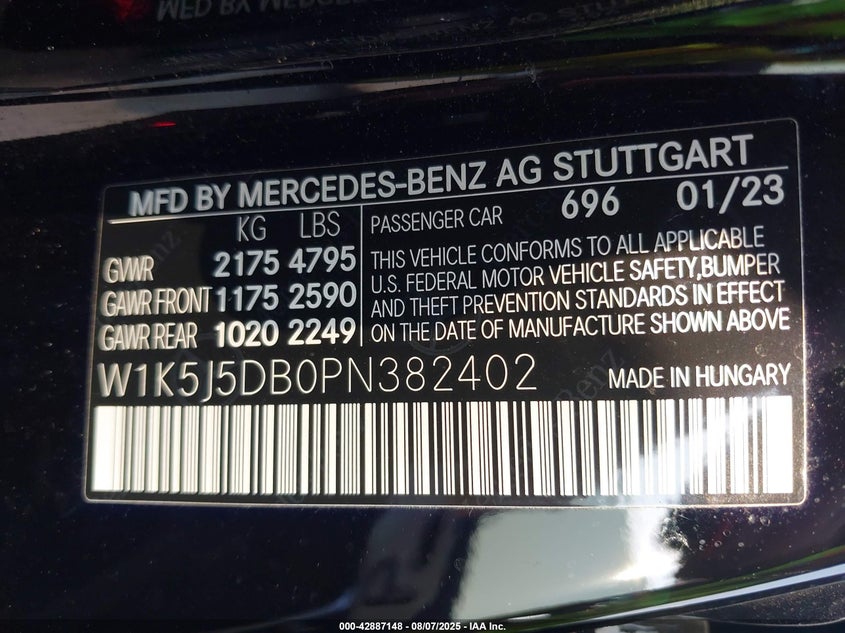 MFD BY MERCEDES-BENZ AG STUTTGART
KG LBS
GVWR 2175 4795
GAWR FRONT 1175 2590
GAWR REAR 1020 2249
PASSENGER CAR 696 01/23
THIS VEHICLE CONFORMS TO ALL APPLICABLE
U.S. FEDERAL MOTOR VEHICLE SAFETY,BUMPER
AND THEFT PREVENTION STANDARDS IN EFFECT
ON THE DATE OF MANUFACTURE SHOWN ABOVE
W1K5J5DB0PN382402 MADE IN HUNGARY
000-42887148 - 08/07/2025 - IAA Inc.